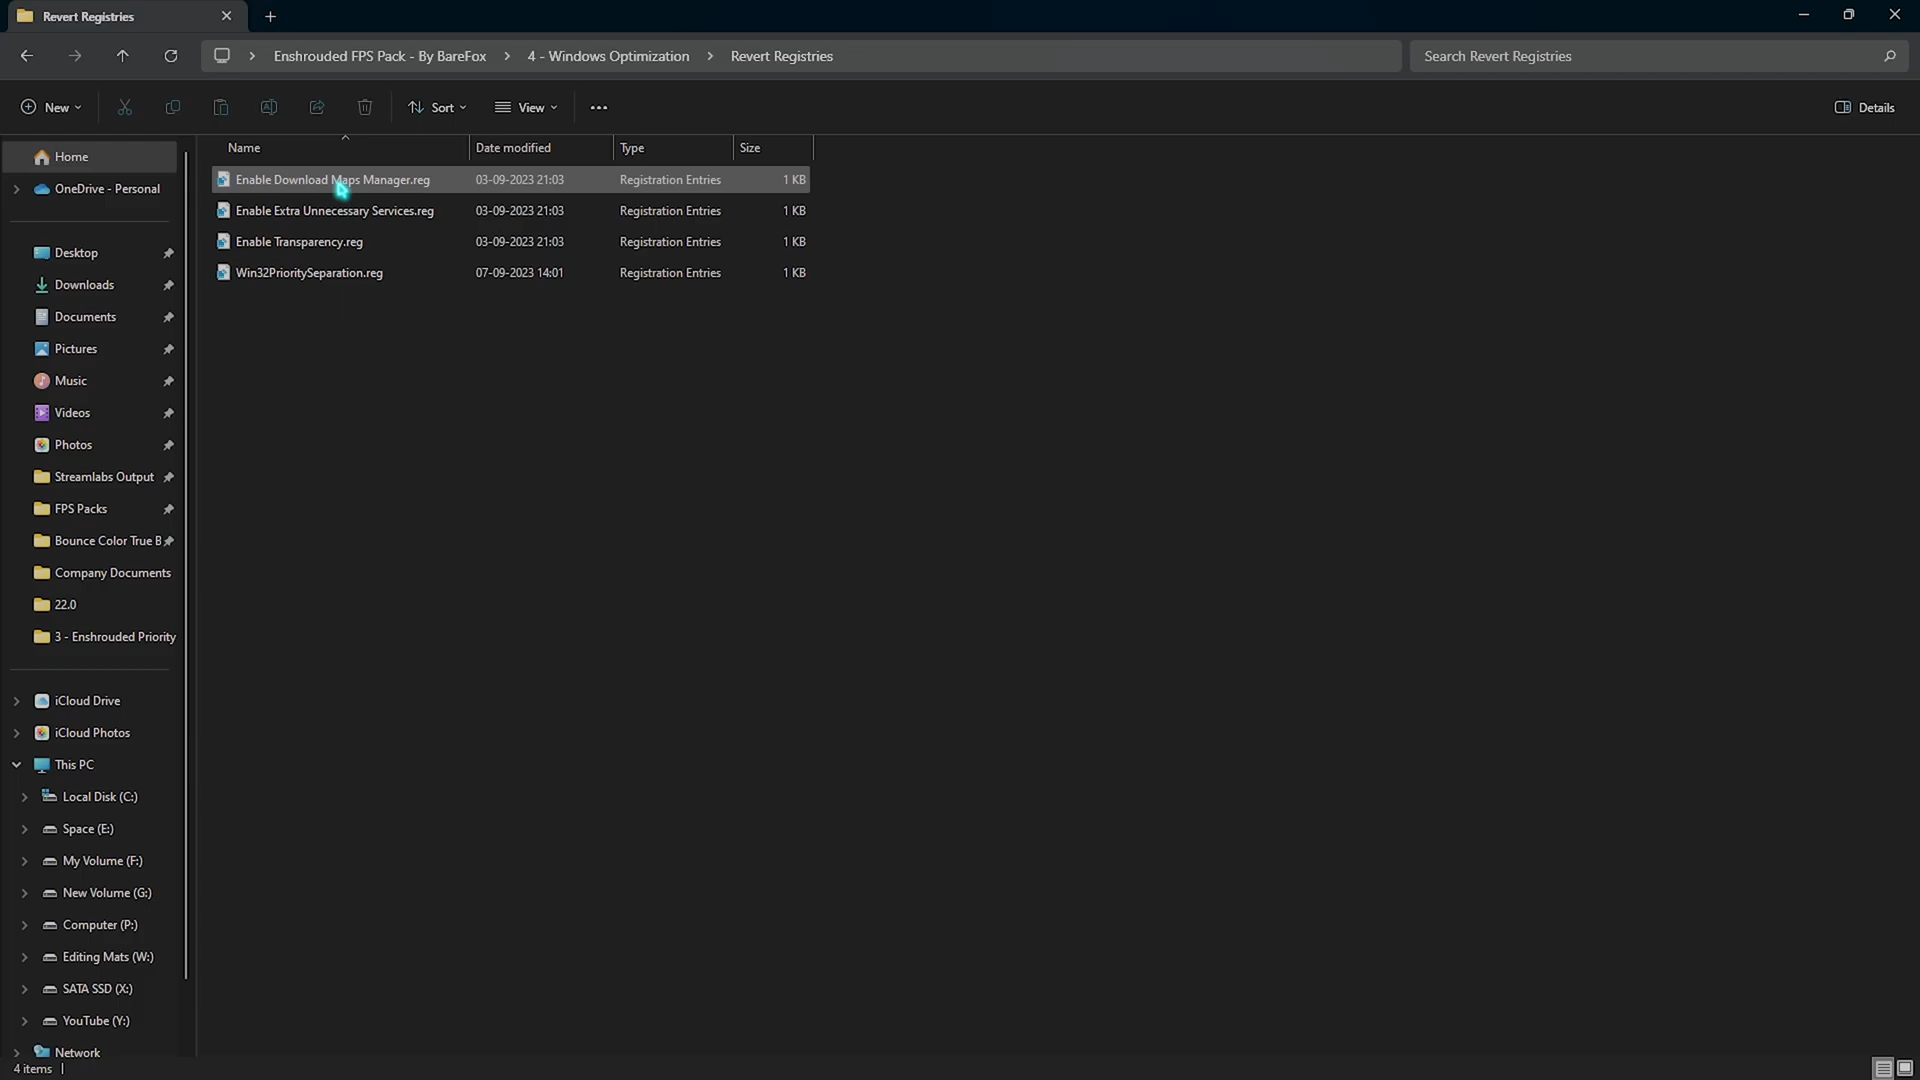 Revert Registries
Enshrouded FPS Pack - By BareFox > 4 - Windows Optimization > Revert Registries
Search Revert Registries
New
Sort
View
Details
Name
Date modified
Type
Size
Enable Download Maps Manager.reg 03-09-2023 21:03 Registration Entries 1 KB
Enable Extra Unnecessary Services.reg 03-09-2023 21:03 Registration Entries 1 KB
Enable Transparency.reg 03-09-2023 21:03 Registration Entries 1 KB
Win32PrioritySeparation.reg 07-09-2023 14:01 Registration Entries 1 KB
Home
OneDrive - Personal
Desktop
Downloads
Documents
Pictures
Music
Videos
Photos
Streamlabs Output
FPS Packs
Bounce Color True B
Company Documents
22.0
3 - Enshrouded Priority
iCloud Drive
iCloud Photos
This PC
Local Disk (C:)
Space (E:)
My Volume (F:)
New Volume (G:)
Computer (P:)
Editing Mats (W:)
SATA SSD (X:)
YouTube (Y:)
Network
4 items